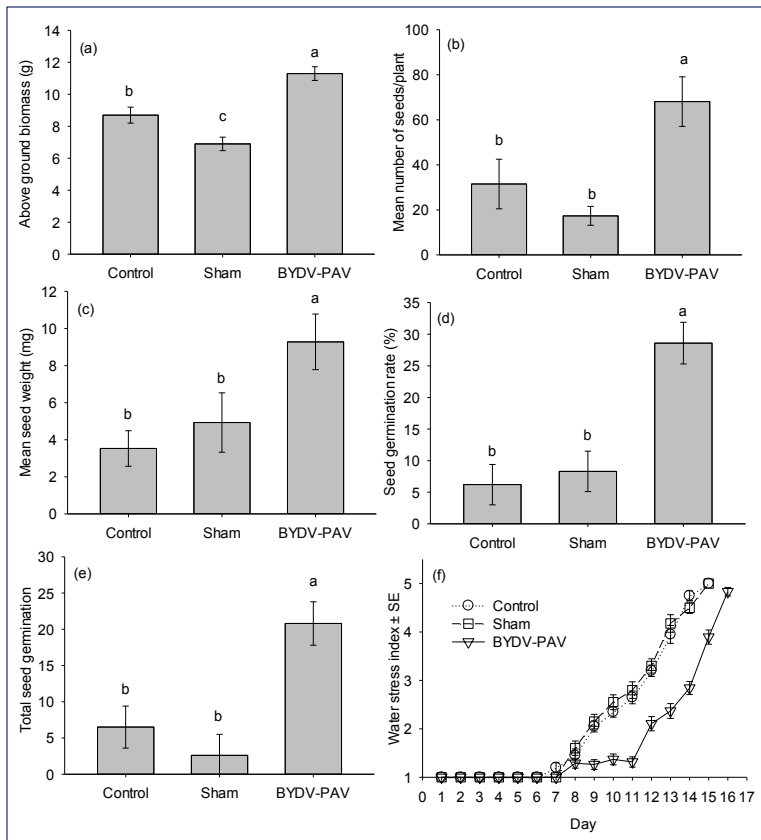 (a)
Above ground biomass (g)
14
12
10
8
6
4
2
0
b
c
a
Control Sham BYDV-PAV
(b)
Mean number of seeds/plant
100
80
60
40
20
0
b
b
a
Control Sham BYDV-PAV
(c)
Mean seed weight (mg)
12
10
8
6
4
2
0
b
b
a
Control Sham BYDV-PAV
(d)
Seed germination rate (%)
35
30
25
20
15
10
5
0
b
b
a
Control Sham BYDV-PAV
(e)
Total seed germination
30
25
20
15
10
5
0
b
b
a
Control Sham BYDV-PAV
(f)
Water stress index ± SE
5
4
3
2
1
Control
Sham
BYDV-PAV
0 1 2 3 4 5 6 7 8 9 10 11 12 13 14 15 16 17
Day